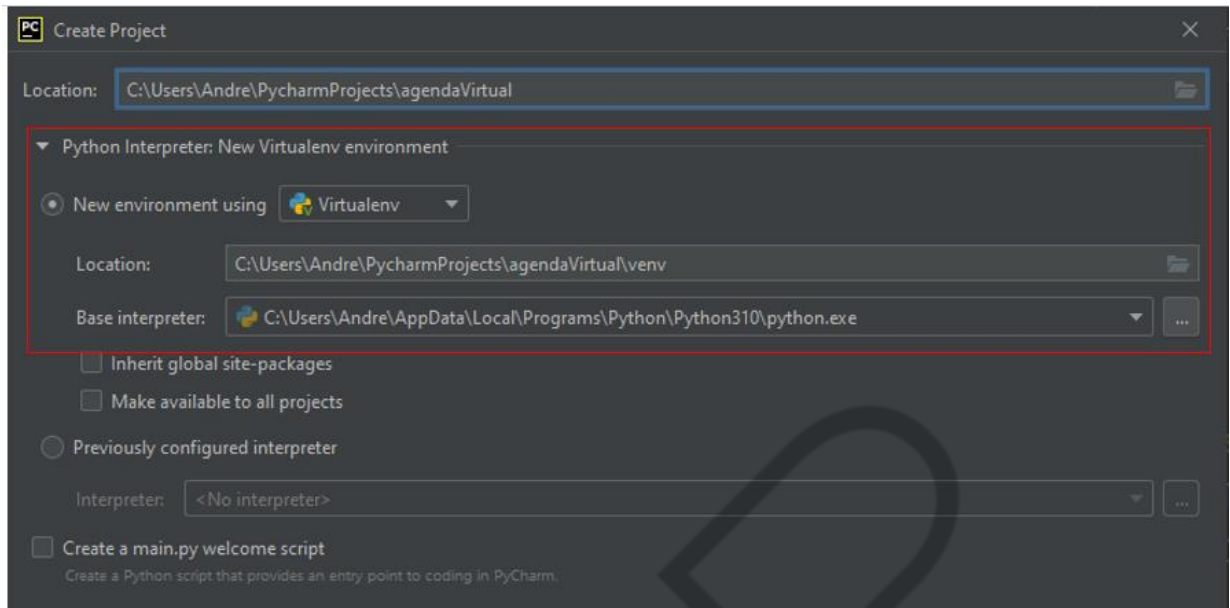 PC Create Project
Location: C:\Users\Andre\PycharmProjects\agendaVirtual
Python Interpreter: New Virtualenv environment
New environment using Virtualenv
Location: C:\Users\Andre\PycharmProjects\agendaVirtual\venv
Base interpreter: C:\Users\Andre\AppData\Local\Programs\Python\Python310\python.exe ...
Inherit global site-packages
Make available to all projects
Previously configured interpreter
Interpreter: <No interpreter> ...
Create a main.py welcome script
Create a Python script that provides an entry point to coding in PyCharm.